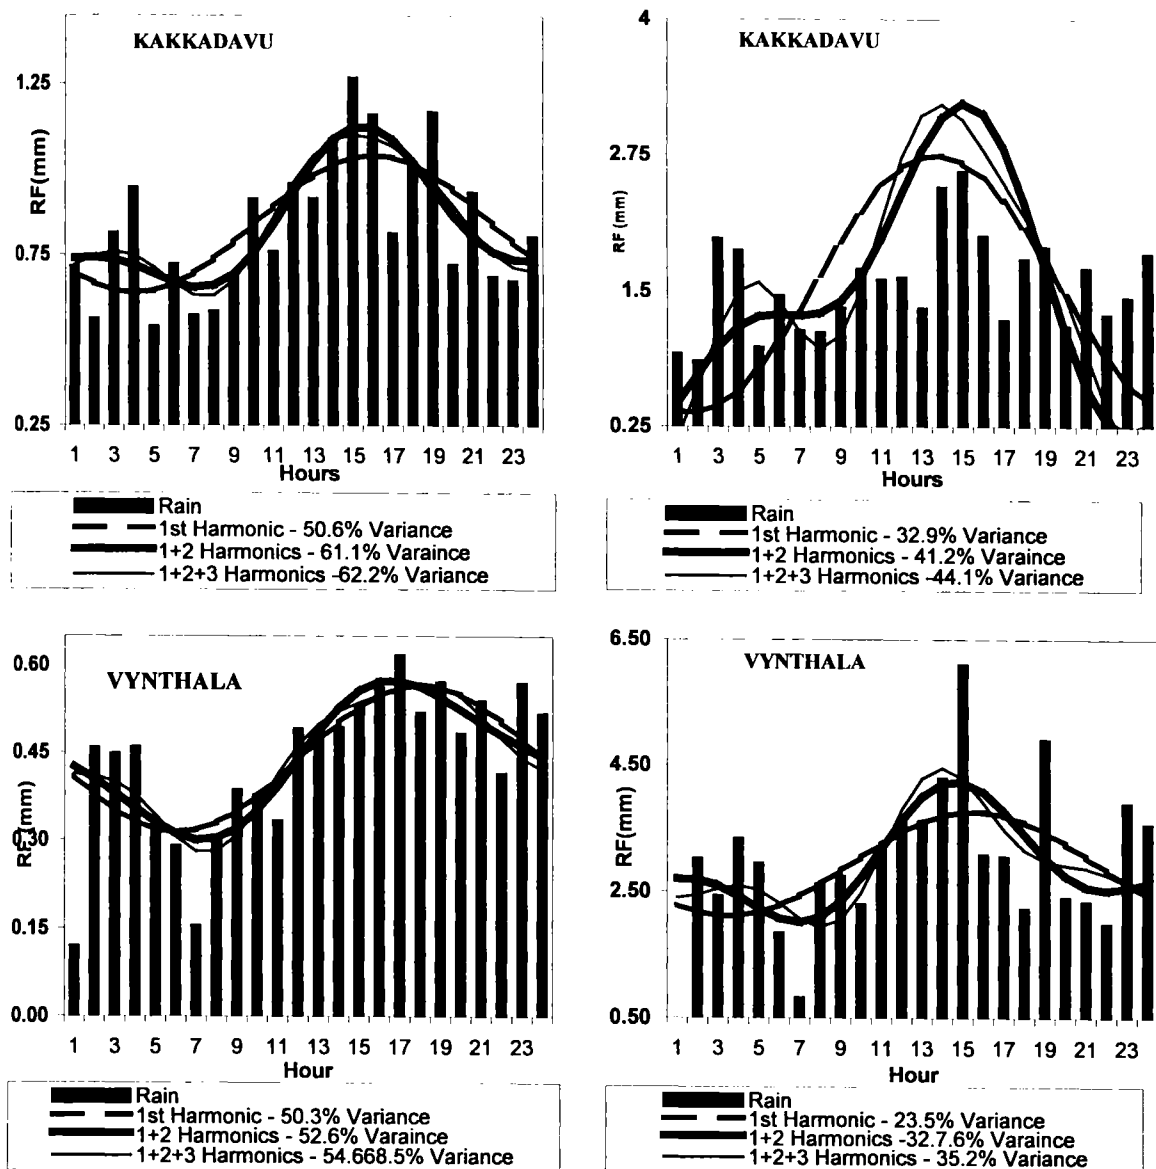 KAKKADAVU
1.25
0.75
0.25
RF(mm)
1 3 5 7 9 11 13 15 17 19 21 23
Hours
Rain
1st Harmonic - 50.6% Variance
1+2 Harmonics - 61.1% Varaince
1+2+3 Harmonics -62.2% Variance
KAKKADAVU
4
2.75
1.5
0.25
RF (mm)
1 3 5 7 9 11 13 15 17 19 21 23
Hours
Rain
1st Harmonic - 32.9% Variance
1+2 Harmonics - 41.2% Varaince
1+2+3 Harmonics -44.1% Variance
VYNTHALA
0.60
0.45
0.30
0.15
0.00
RF(mm)
1 3 5 7 9 11 13 15 17 19 21 23
Hour
Rain
1st Harmonic - 50.3% Variance
1+2 Harmonics - 52.6% Varaince
1+2+3 Harmonics - 54.668.5% Variance
VYNTHALA
6.50
4.50
2.50
0.50
RF(mm)
1 3 5 7 9 11 13 15 17 19 21 23
Hour
Rain
1st Harmonic - 23.5% Variance
1+2 Harmonics -32.7.6% Varaince
1+2+3 Harmonics - 35.2% Variance